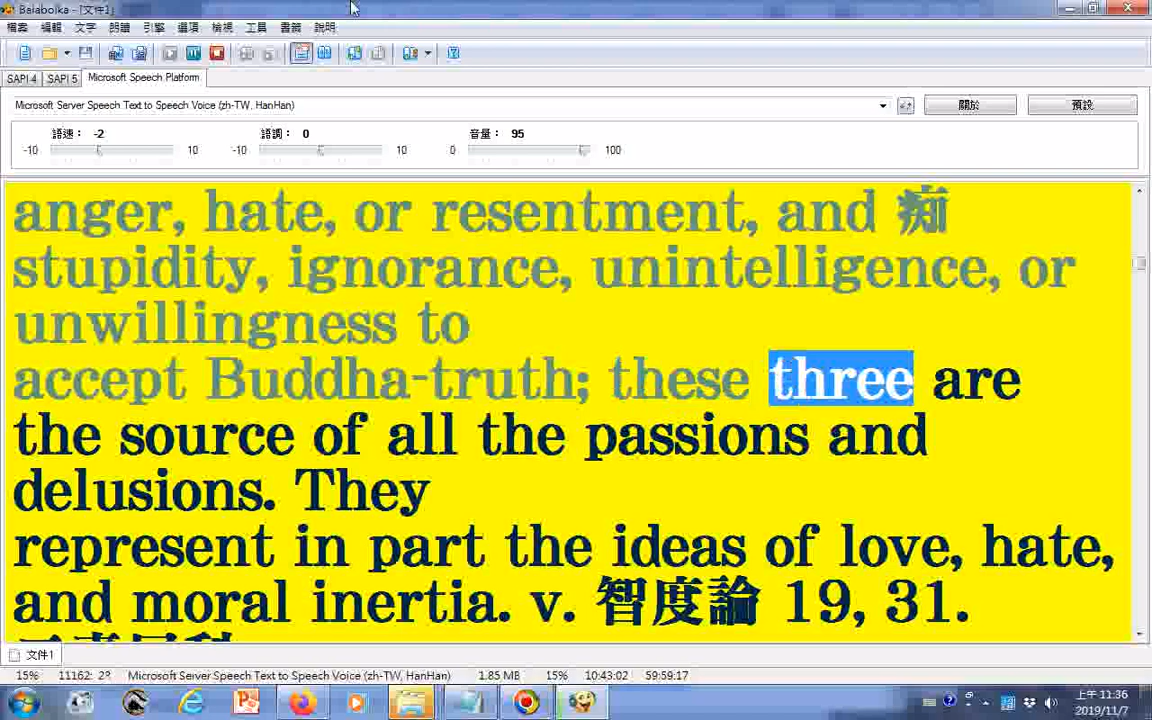 Balabolka - [文件1]
檔案 編輯 文字 朗讀 引擎 選項 檢視 工具 書籤 說明
SAPI 4 SAPI 5 Microsoft Speech Platform
Microsoft Server Speech Text to Speech Voice (zh-TW, HanHan) 關於 預設
語速： -2 語調： 0 音量： 95
-10 10 -10 10 0 100
anger, hate, or resentment, and 痴
stupidity, ignorance, unintelligence, or
unwillingness to
accept Buddha-truth; these three are
the source of all the passions and
delusions. They
represent in part the ideas of love, hate,
and moral inertia. v. 智度論 19, 31.
文件1
15% 11162: 23 Microsoft Server Speech Text to Speech Voice (zh-TW, HanHan) 1.85 MB 15% 10:43:02 59:59:17
上午 11:36
2019/11/7